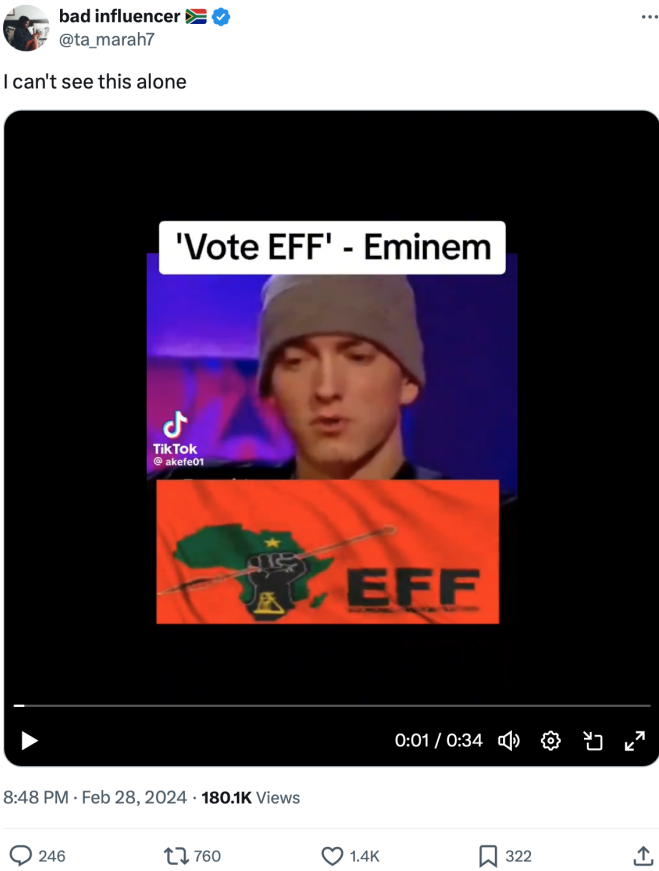 bad influencer
@ta_marah7
I can't see this alone
'Vote EFF' - Eminem
TikTok
@ akefe01
EFF
0:01 / 0:34
8:48 PM · Feb 28, 2024 · 180.1K Views
246 760 1.4K 322